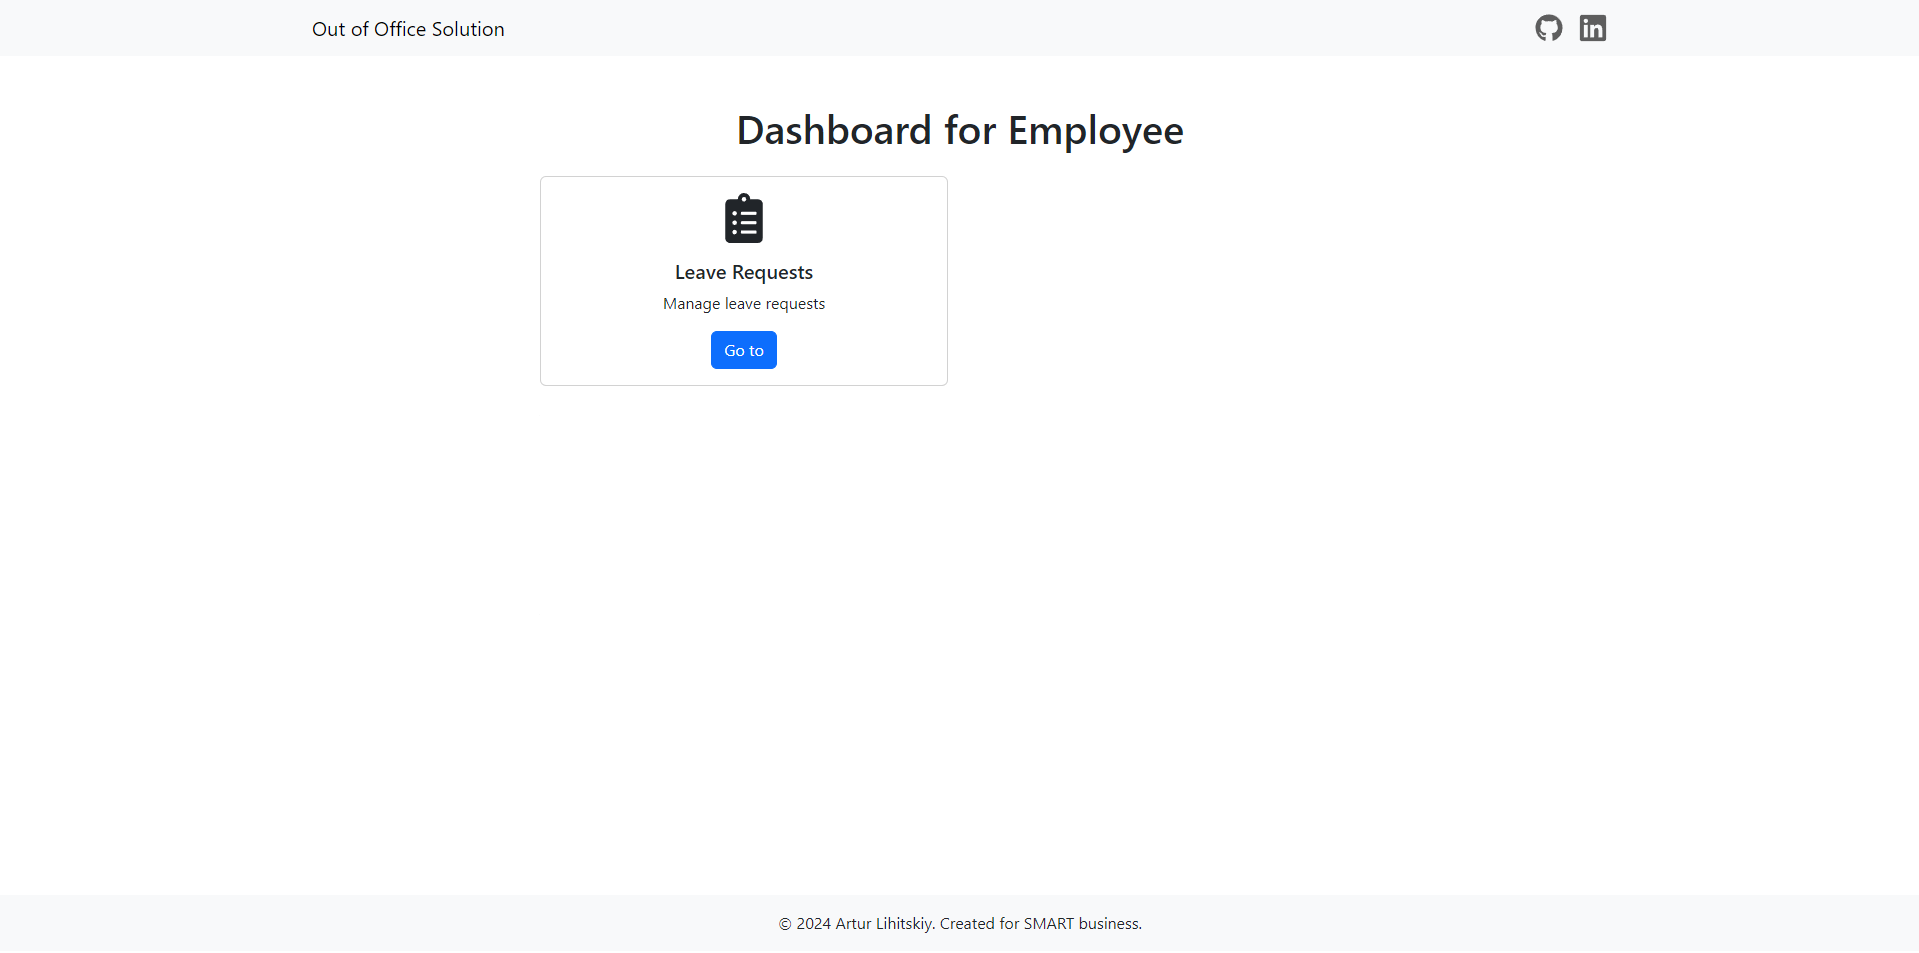 Out of Office Solution
Dashboard for Employee
Leave Requests
Manage leave requests
Go to
© 2024 Artur Lihitskiy. Created for SMART business.